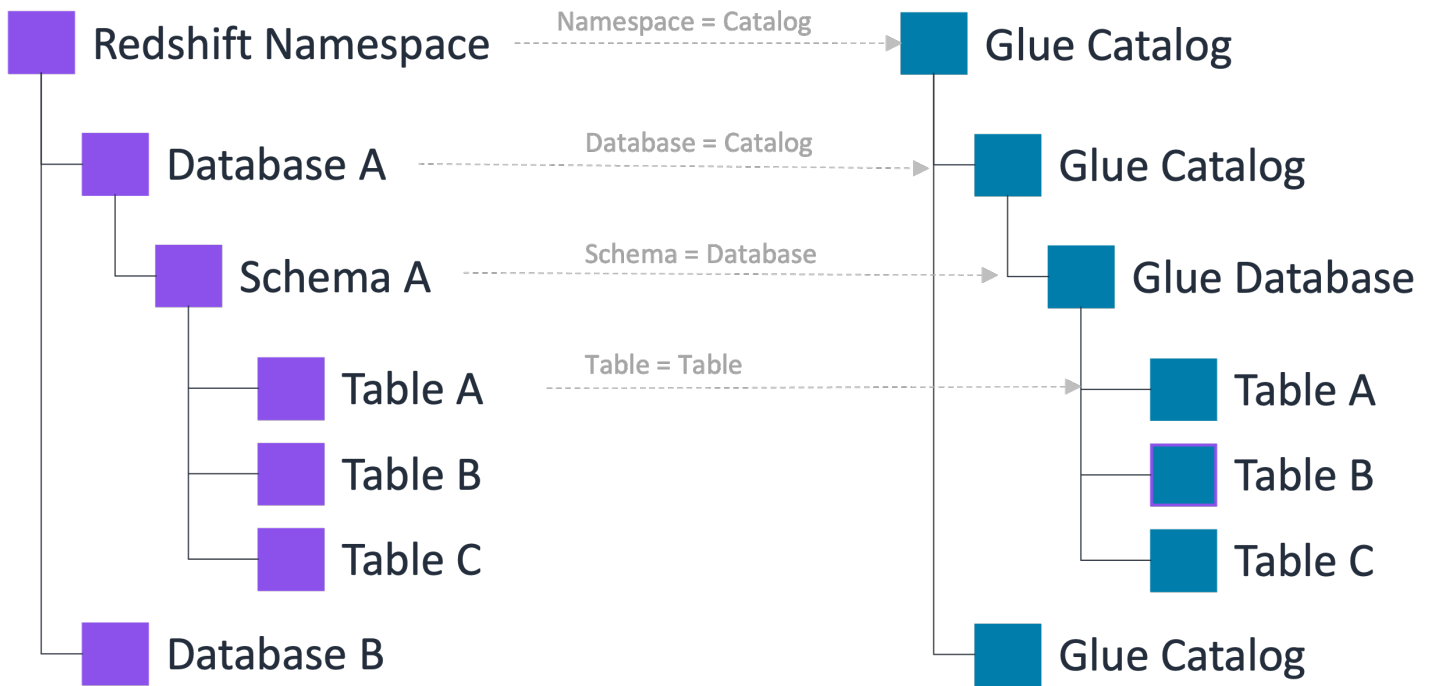 Redshift Namespace
Namespace = Catalog
Glue Catalog
Database A
Database = Catalog
Glue Catalog
Schema A
Schema = Database
Glue Database
Table A
Table = Table
Table A
Table B
Table B
Table C
Table C
Database B
Glue Catalog